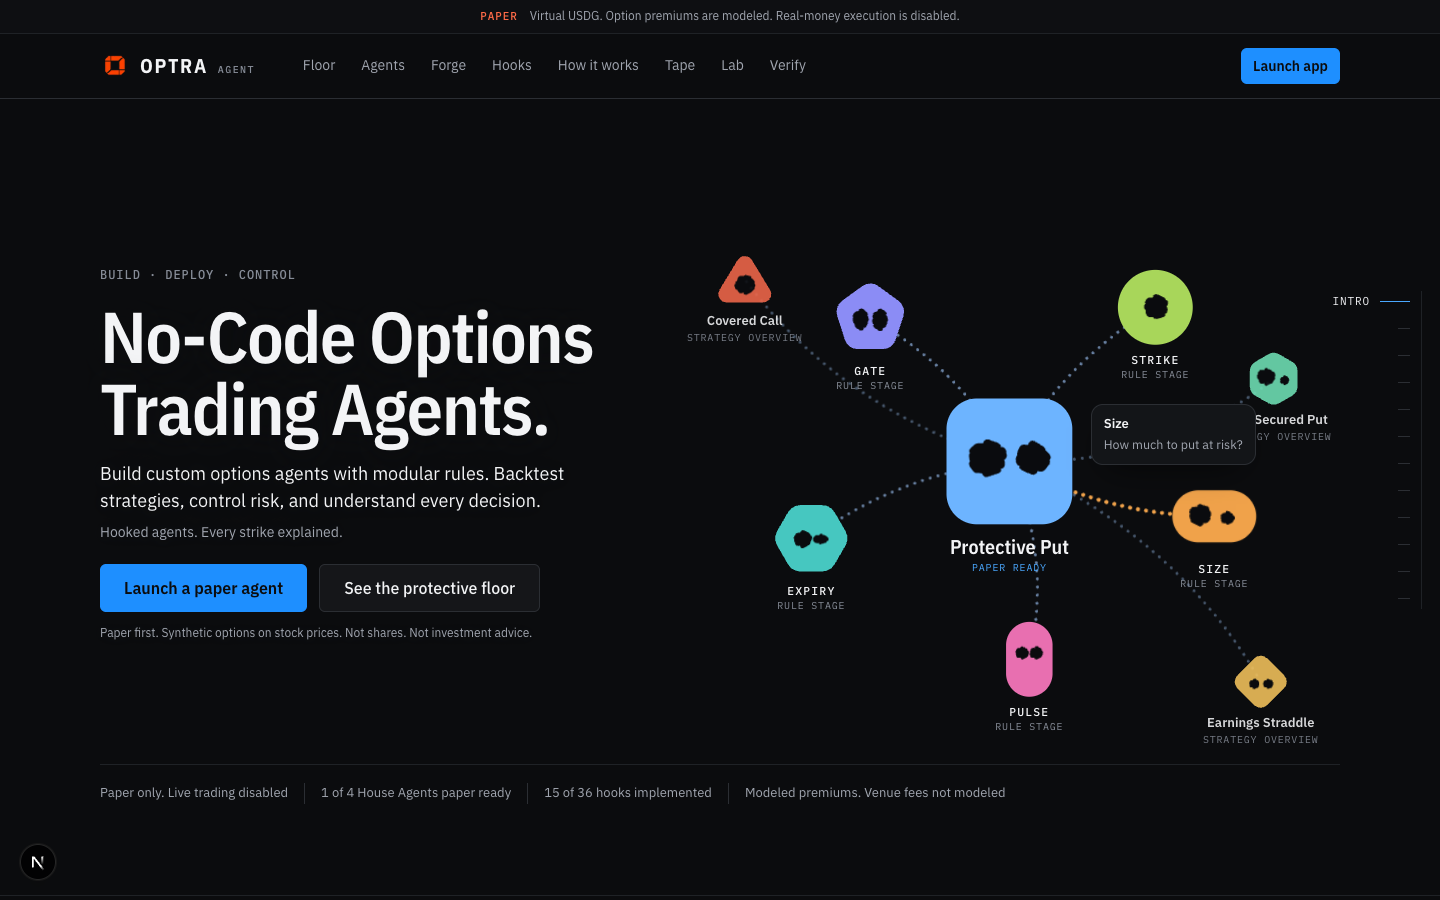 PAPER Virtual USDG. Option premiums are modeled. Real-money execution is disabled.
OPTRA AGENT Floor Agents Forge Hooks How it works Tape Lab Verify Launch app
BUILD · DEPLOY · CONTROL
No-Code Options
Trading Agents.
Build custom options agents with modular rules. Backtest
strategies, control risk, and understand every decision.
Hooked agents. Every strike explained.
Launch a paper agent
See the protective floor
Paper first. Synthetic options on stock prices. Not shares. Not investment advice.
Covered Call
STRATEGY OVERVIEW
GATE
RULE STAGE
STRIKE
RULE STAGE
INTRO
Secured Put
GY OVERVIEW
Size
How much to put at risk?
Protective Put
PAPER READY
EXPIRY
RULE STAGE
SIZE
RULE STAGE
PULSE
RULE STAGE
Earnings Straddle
STRATEGY OVERVIEW
Paper only. Live trading disabled
1 of 4 House Agents paper ready
15 of 36 hooks implemented
Modeled premiums. Venue fees not modeled
N